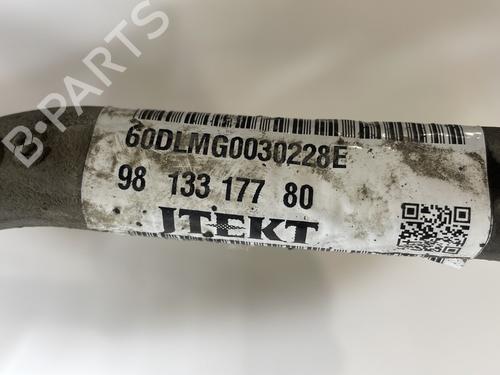 B-PARTS
60DLMG0030228E
98 133 177 80
JTEKT